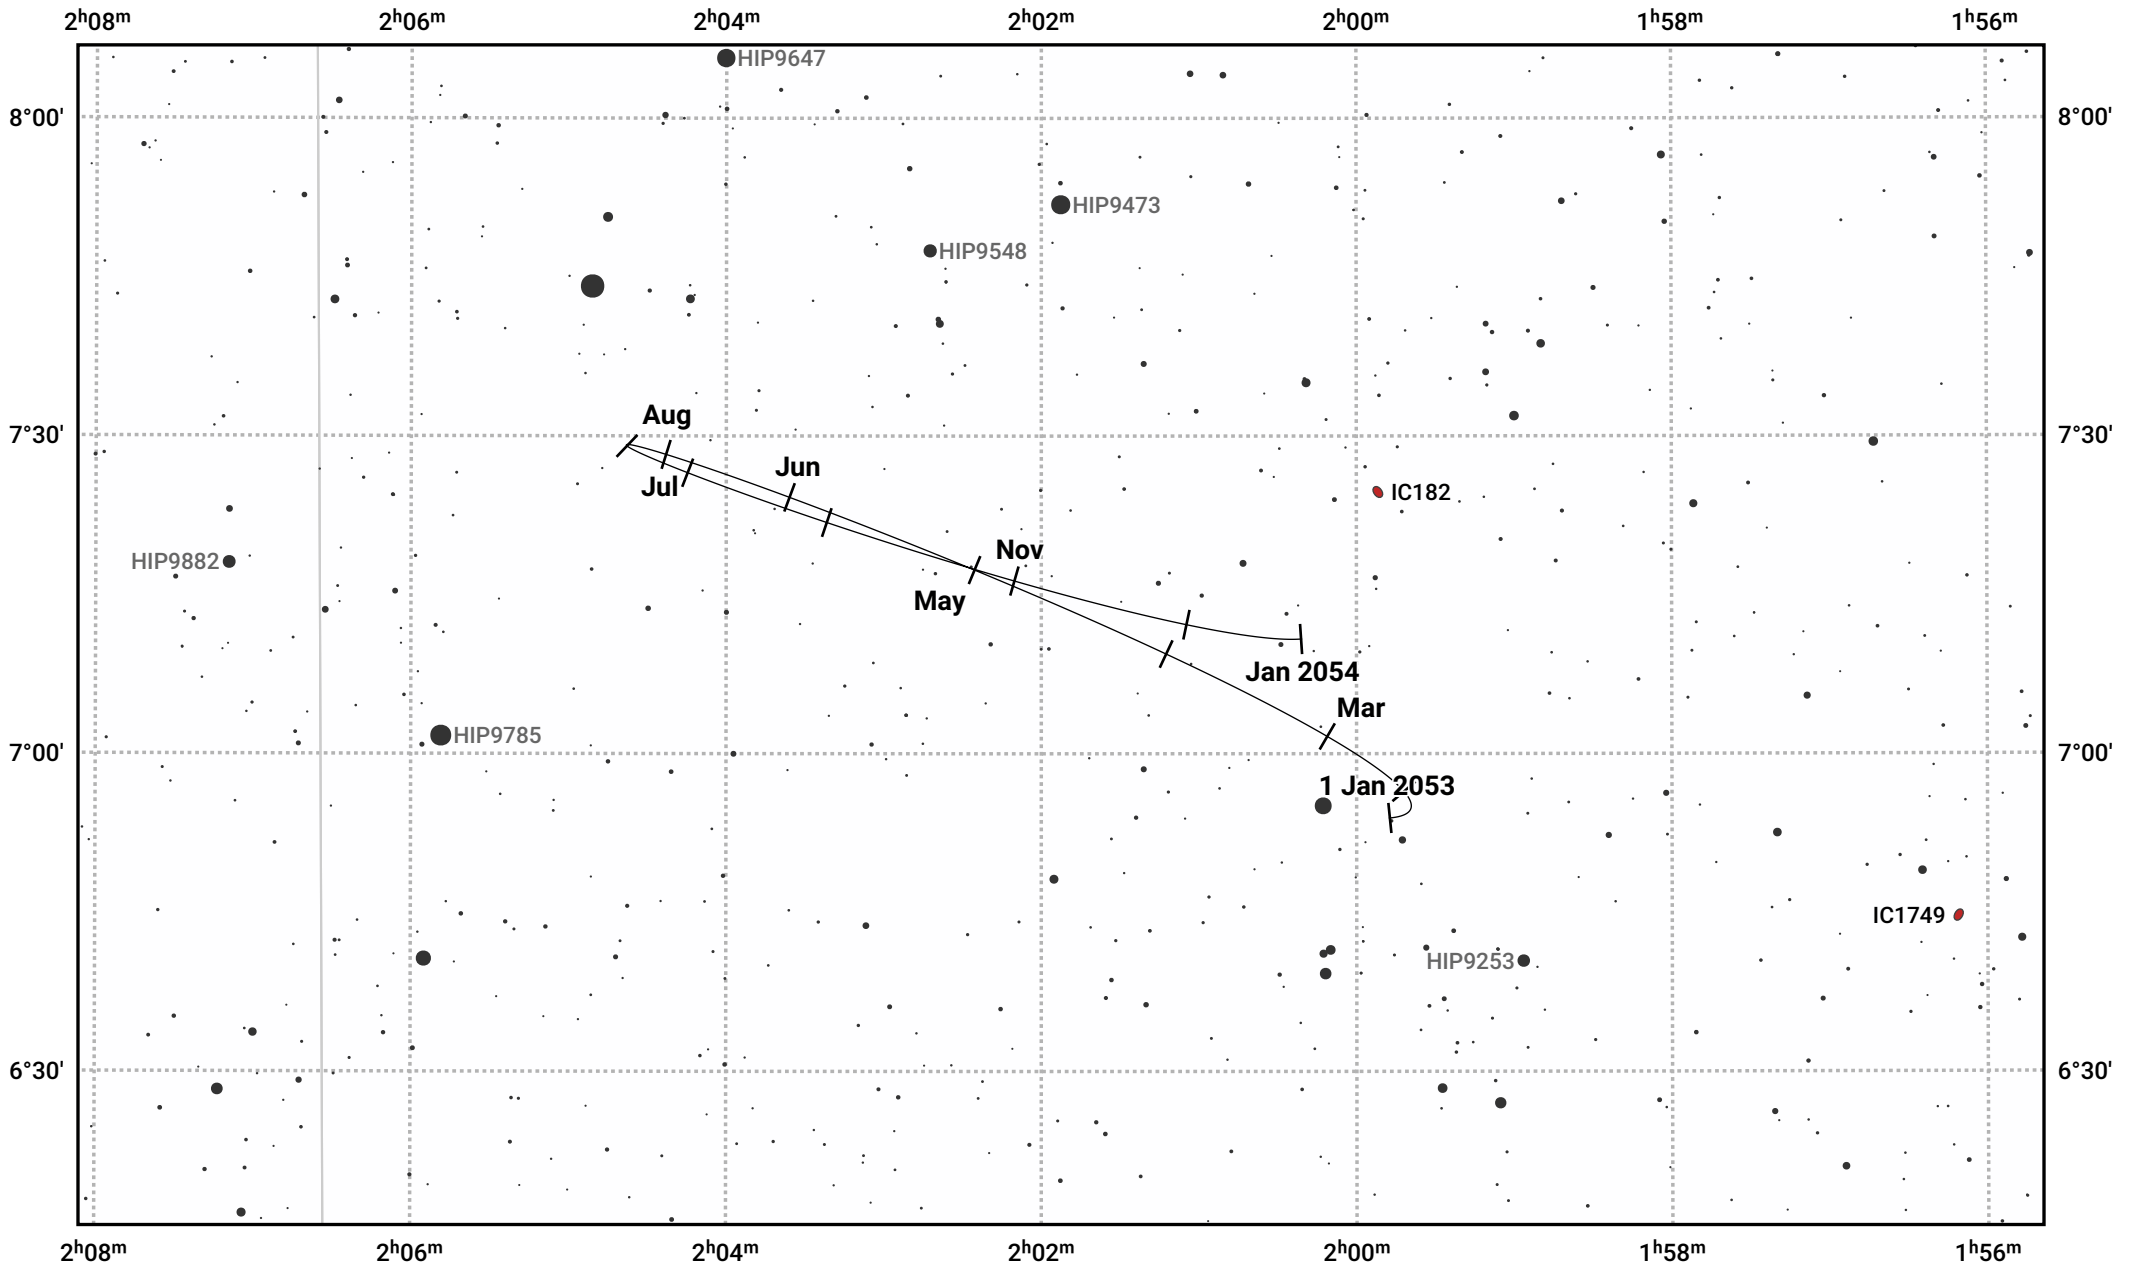 2ʰ08ᵐ 2ʰ06ᵐ 2ʰ04ᵐ 2ʰ02ᵐ 2ʰ00ᵐ 1ʰ58ᵐ 1ʰ56ᵐ
HIP9647
8°00' 8°00'
HIP9473
HIP9548
Aug
7°30' 7°30'
Jun
Jul
IC182
Nov
HIP9882
May
Jan 2054
Mar
HIP9785
7°00' 7°00'
1 Jan 2053
IC1749
HIP9253
6°30' 6°30'
2ʰ08ᵐ 2ʰ06ᵐ 2ʰ04ᵐ 2ʰ02ᵐ 2ʰ00ᵐ 1ʰ58ᵐ 1ʰ56ᵐ